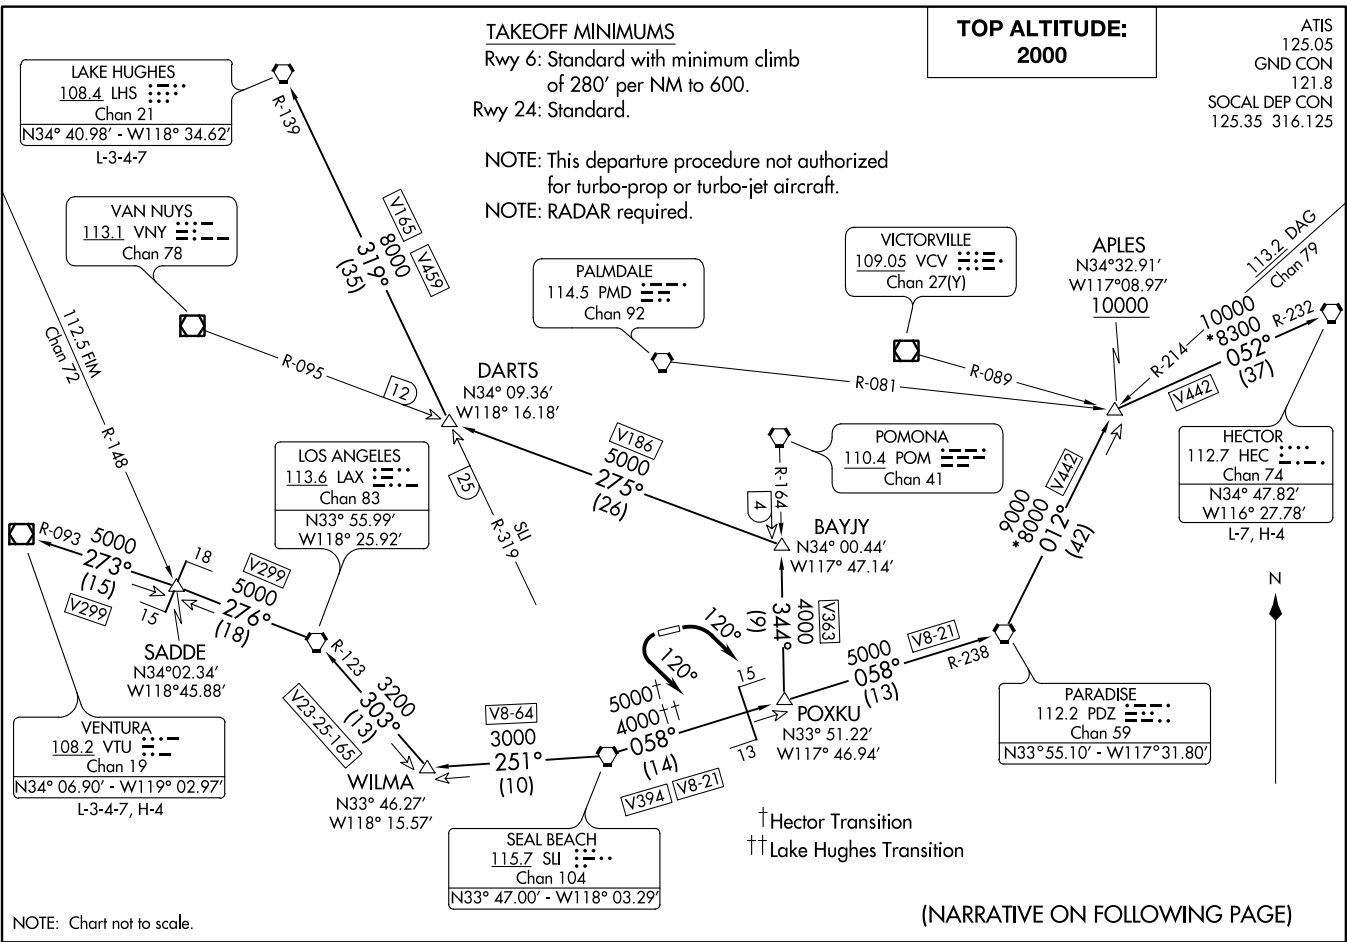 TAKEOFF MINIMUMS
Rwy 6: Standard with minimum climb
of 280′ per NM to 600.
Rwy 24: Standard.
NOTE: This departure procedure not authorized
for turbo-prop or turbo-jet aircraft.
NOTE: RADAR required.
TOP ALTITUDE:
2000
ATIS
125.05
GND CON
121.8
SOCAL DEP CON
125.35 316.125
LAKE HUGHES
108.4 LHS
Chan 21
N34° 40.98′ - W118° 34.62′
L-3-4-7
R-139
V165
V459
8000
319°
(35)
VAN NUYS
113.1 VNY
Chan 78
R-095
12
112.5 FIM
Chan 72
R-148
PALMDALE
114.5 PMD
Chan 92
R-081
VICTORVILLE
109.05 VCV
Chan 27(Y)
R-089
APLES
N34°32.91′
W117°08.97′
10000
113.2 DAG
Chan 79
R-214
10000
*8300
052°
(37)
R-232
V442
HECTOR
112.7 HEC
Chan 74
N34° 47.82′
W116° 27.78′
L-7, H-4
DARTS
N34° 09.36′
W118° 16.18′
25
SLI
R-319
V186
5000
275°
(26)
POMONA
110.4 POM
Chan 41
R-164
4
BAYJY
N34° 00.44′
W117° 47.14′
V442
9000
*8000
012°
(42)
LOS ANGELES
113.6 LAX
Chan 83
N33° 55.99′
W118° 25.92′
R-093
5000
273°
(15)
V299
18
15
V299
5000
276°
(18)
SADDE
N34°02.34′
W118°45.88′
VENTURA
108.2 VTU
Chan 19
N34° 06.90′ - W119° 02.97′
L-3-4-7, H-4
R-123
3200
303°
(13)
V23-25-165
WILMA
N33° 46.27′
W118° 15.57′
V8-64
3000
251°
(10)
120°
120°
V363
4000
344°
(9)
15
13
5000†
4000††
058°
(14)
V394
V8-21
POXKU
N33° 51.22′
W117° 46.94′
V8-21
5000
058°
(13)
R-238
PARADISE
112.2 PDZ
Chan 59
N33°55.10′ - W117°31.80′
N
SEAL BEACH
115.7 SLI
Chan 104
N33° 47.00′ - W118° 03.29′
†Hector Transition
††Lake Hughes Transition
NOTE: Chart not to scale.
(NARRATIVE ON FOLLOWING PAGE)